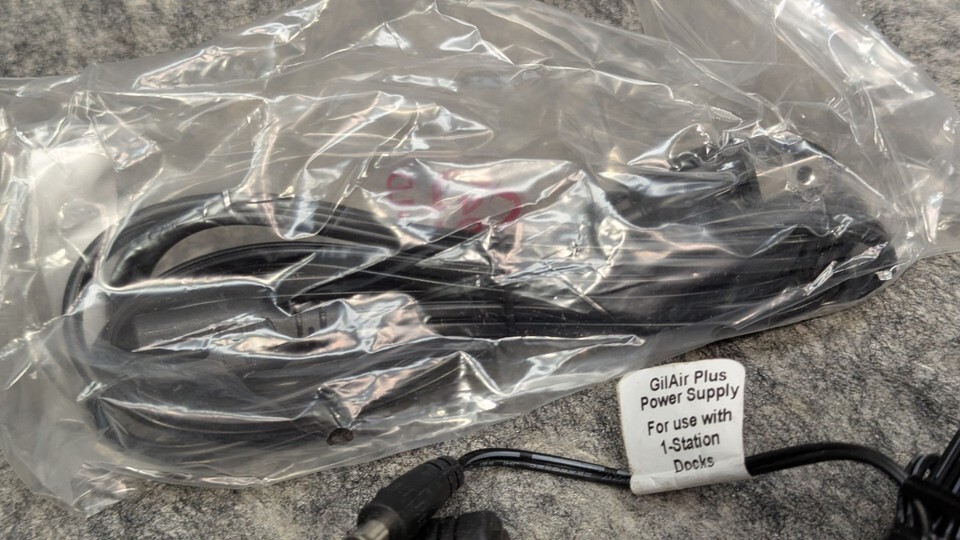 GilAir Plus
Power Supply
For use with
1-Station
Docks